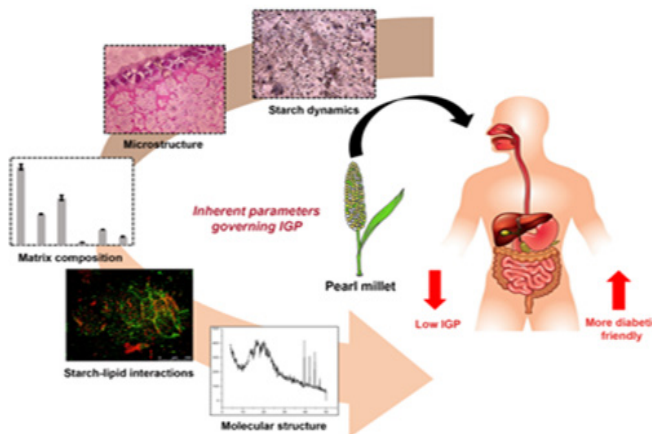 Starch dynamics
Microstructure
Matrix composition
Inherent parameters
governing IGP
Pearl millet
Low IGP
More diabeti
friendly
Starch-lipid interactions
Molecular structure